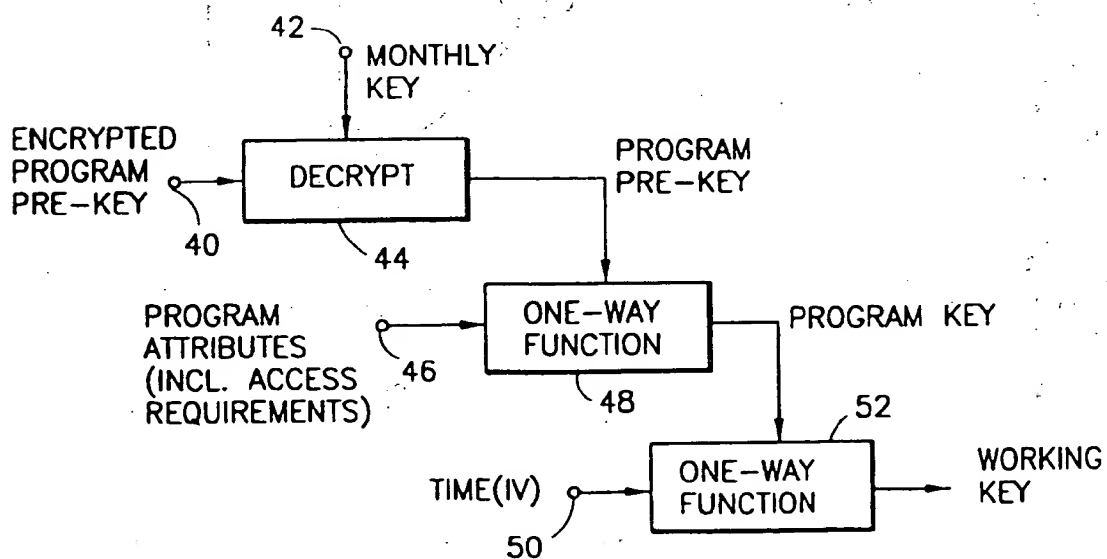 42
MONTHLY
KEY
ENCRYPTED
PROGRAM
PRE-KEY
40
DECRYPT
44
PROGRAM
PRE-KEY
PROGRAM
ATTRIBUTES
(INCL. ACCESS
REQUIREMENTS)
46
ONE-WAY
FUNCTION
48
PROGRAM KEY
52
TIME(IV)
50
ONE-WAY
FUNCTION
WORKING
KEY